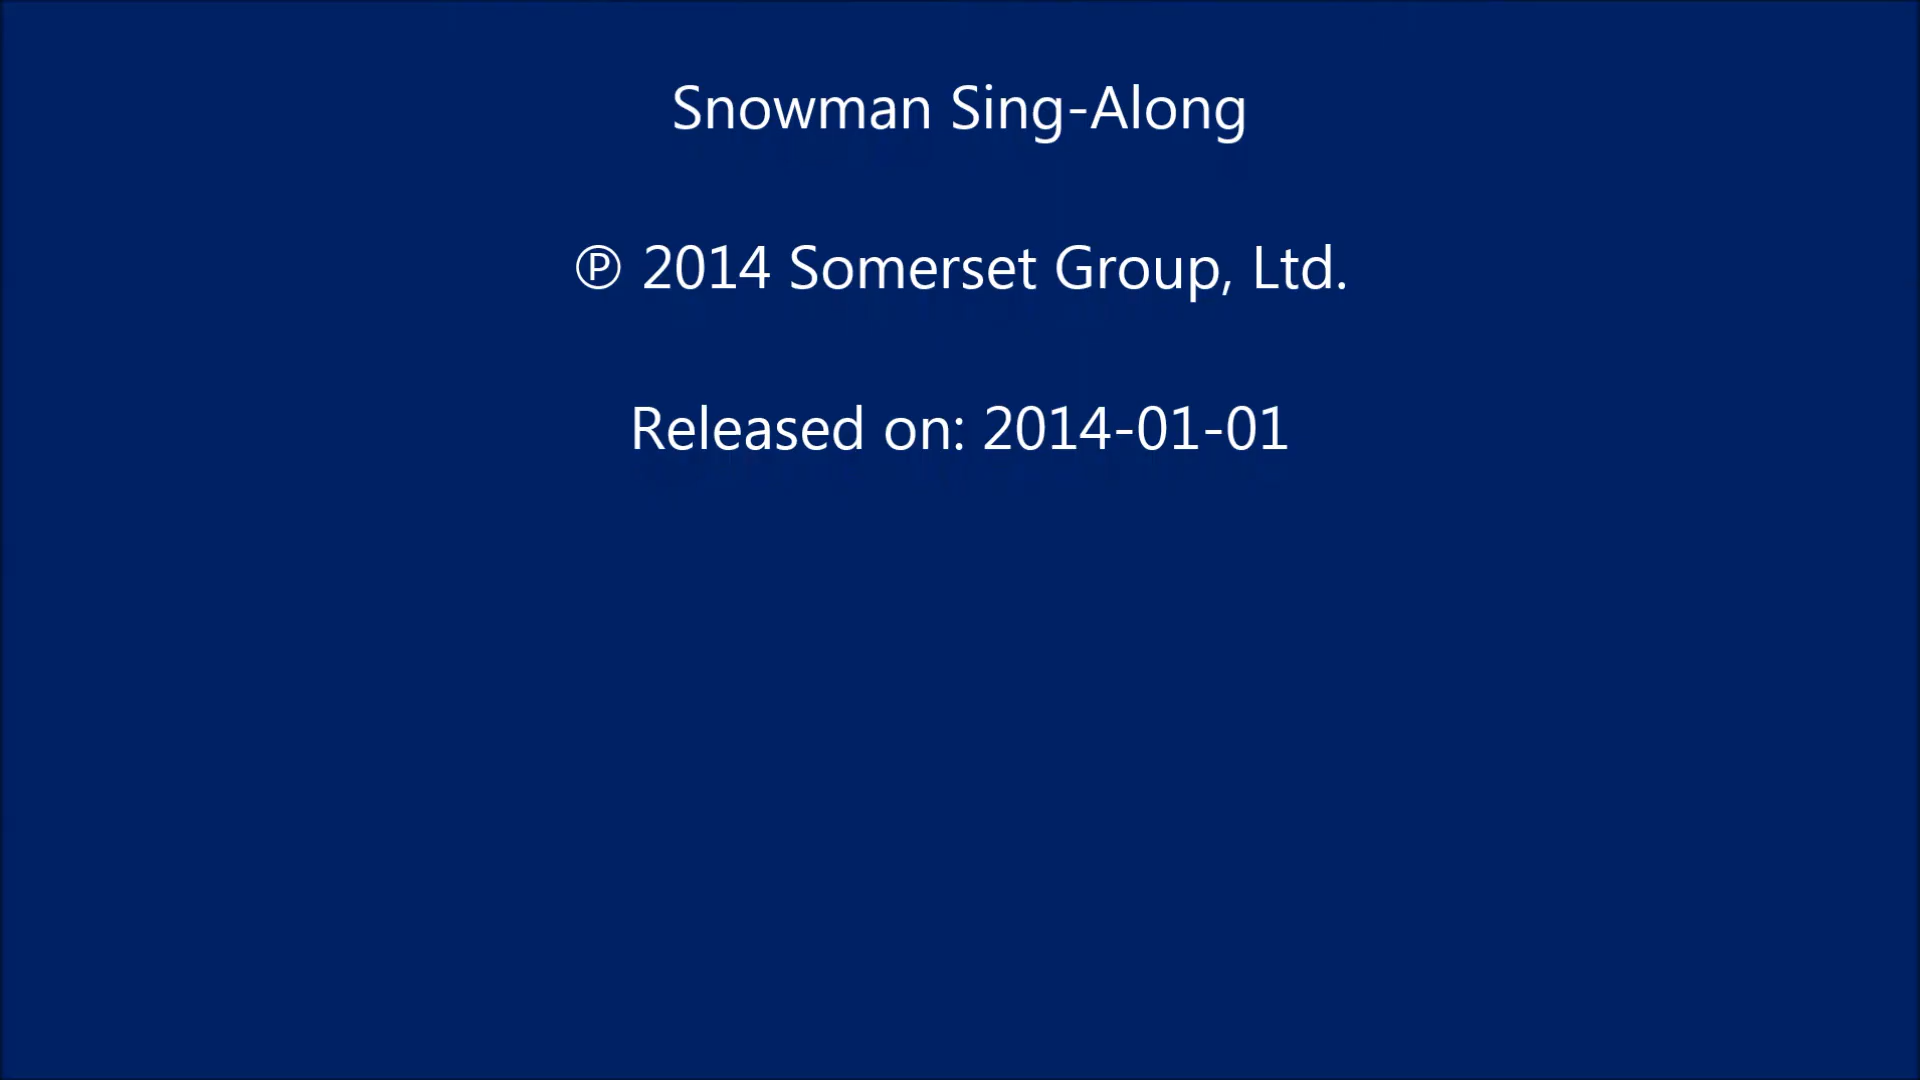 Snowman Sing-Along
℗ 2014 Somerset Group, Ltd.
Released on: 2014-01-01